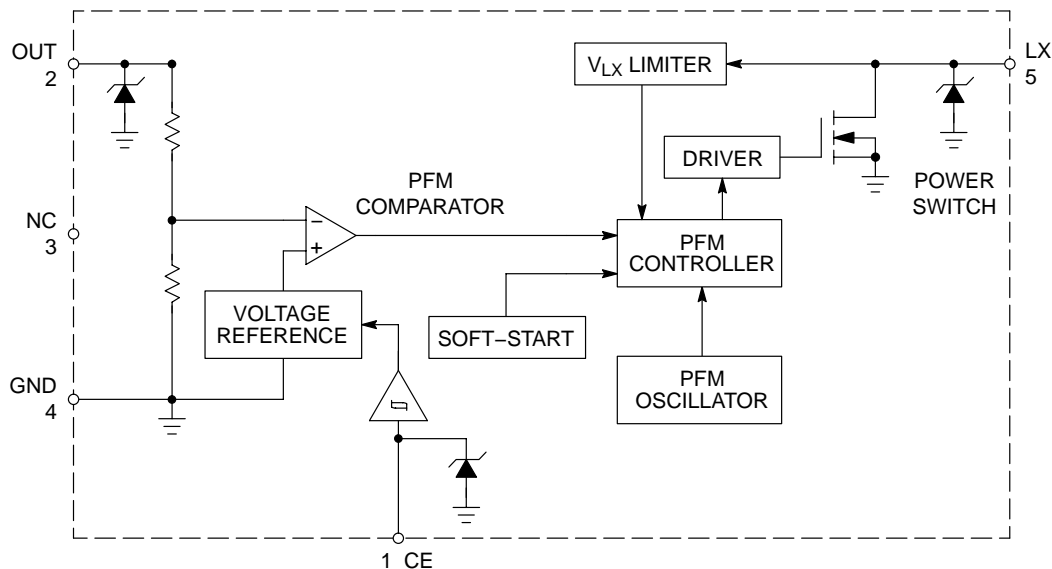 OUT
2
V_LX LIMITER
LX
5
DRIVER
POWER
SWITCH
PFM
COMPARATOR
NC
3
−
+
PFM
CONTROLLER
VOLTAGE
REFERENCE
SOFT−START
GND
4
PFM
OSCILLATOR
1 CE